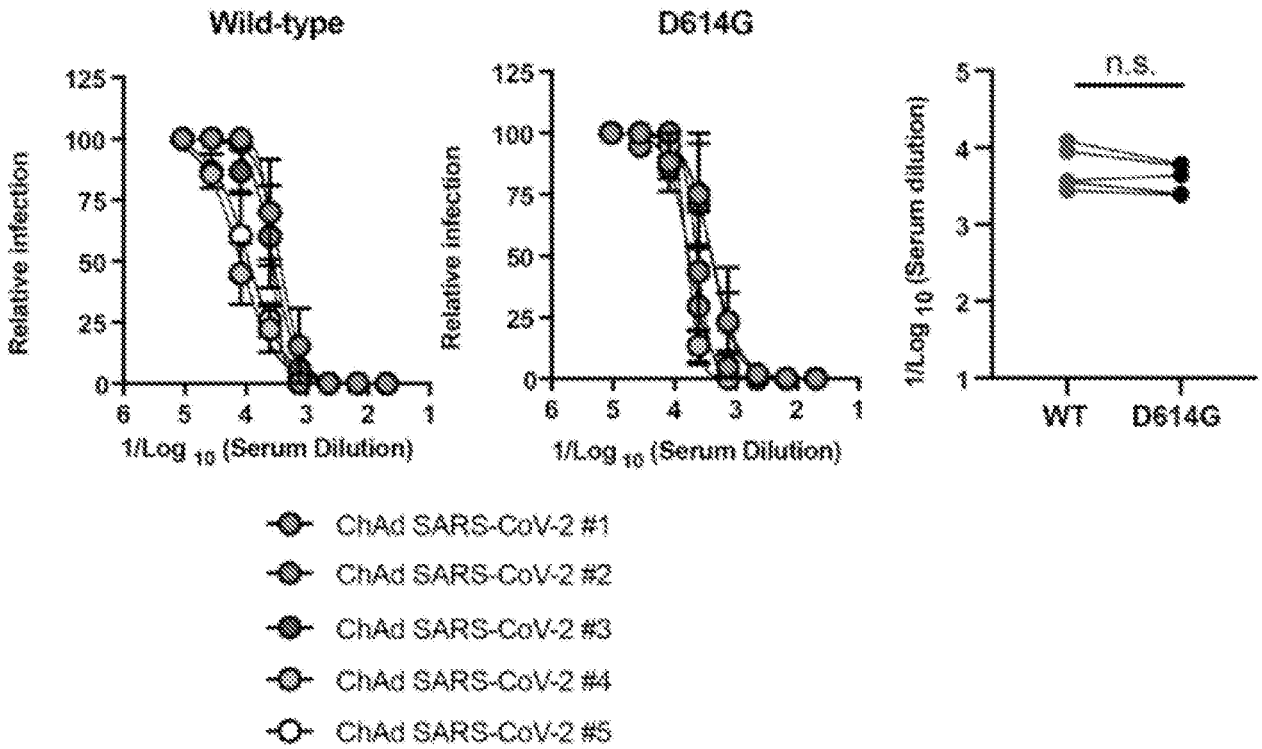 Wild-type
D614G
125
100
75
50
25
0
Relative infection
6 5 4 3 2 1
1/Log 10 (Serum Dilution)
125
100
75
50
25
0
Relative infection
6 5 4 3 2 1
1/Log 10 (Serum Dilution)
n.s.
5
4
3
2
1
1/Log 10 (Serum dilution)
WT D614G
ChAd SARS-CoV-2 #1
ChAd SARS-CoV-2 #2
ChAd SARS-CoV-2 #3
ChAd SARS-CoV-2 #4
ChAd SARS-CoV-2 #5